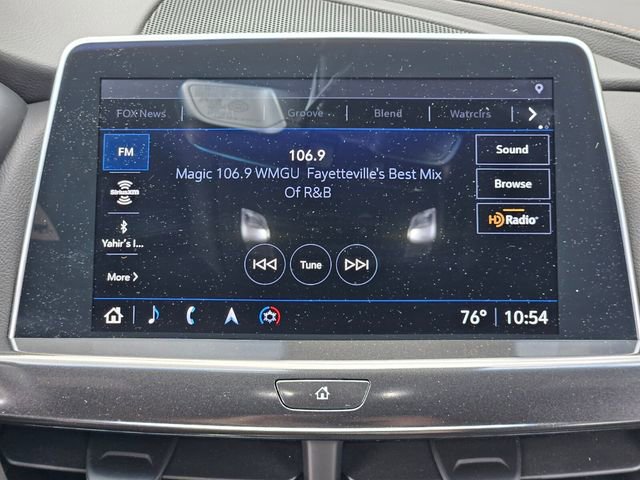 FOX News
Groove
Blend
Watrclrs
FM
106.9
Magic 106.9 WMGU Fayetteville's Best Mix
Of R&B
Sound
Browse
HD Radio
SiriusXM
Yahir's I...
More
Tune
76°
10:54